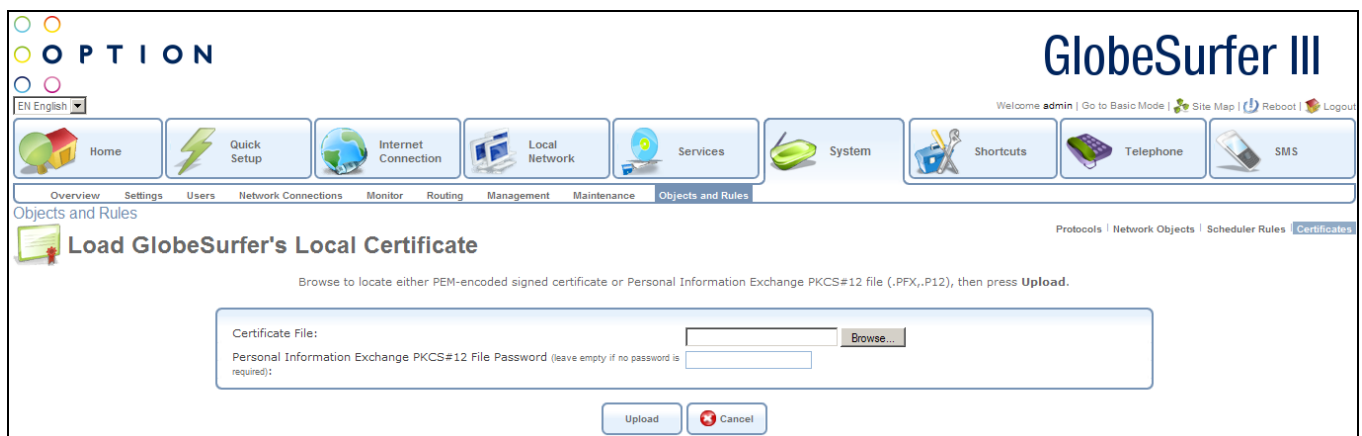 OPTION
GlobeSurfer III
EN English
Welcome admin | Go to Basic Mode | Site Map | Reboot | Logout
Home
Quick Setup
Internet Connection
Local Network
Services
System
Shortcuts
Telephone
SMS
Overview Settings Users Network Connections Monitor Routing Management Maintenance Objects and Rules
Objects and Rules
Protocols | Network Objects | Scheduler Rules | Certificates
Load GlobeSurfer's Local Certificate
Browse to locate either PEM-encoded signed certificate or Personal Information Exchange PKCS#12 file (.PFX,.P12), then press Upload.
Certificate File:
Browse...
Personal Information Exchange PKCS#12 File Password (leave empty if no password is
required):
Upload Cancel